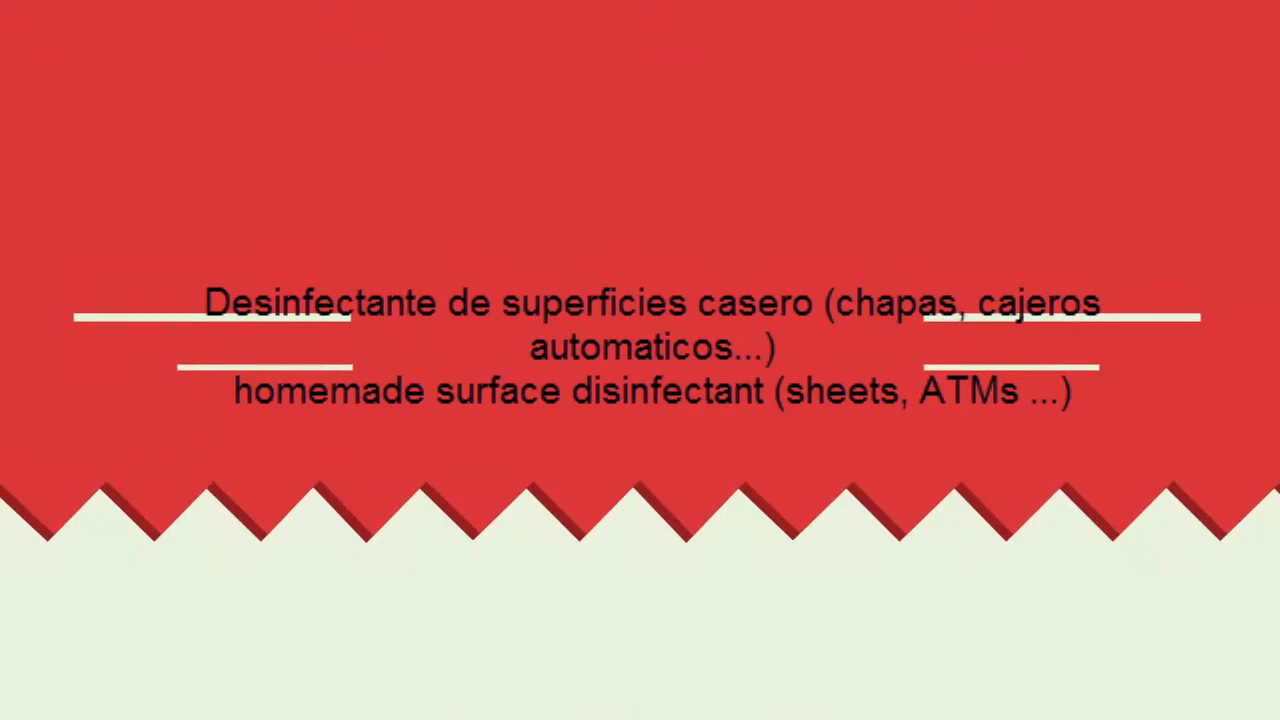 Desinfectante de superficies casero (chapas, cajeros
automaticos...)
homemade surface disinfectant (sheets, ATMs ...)